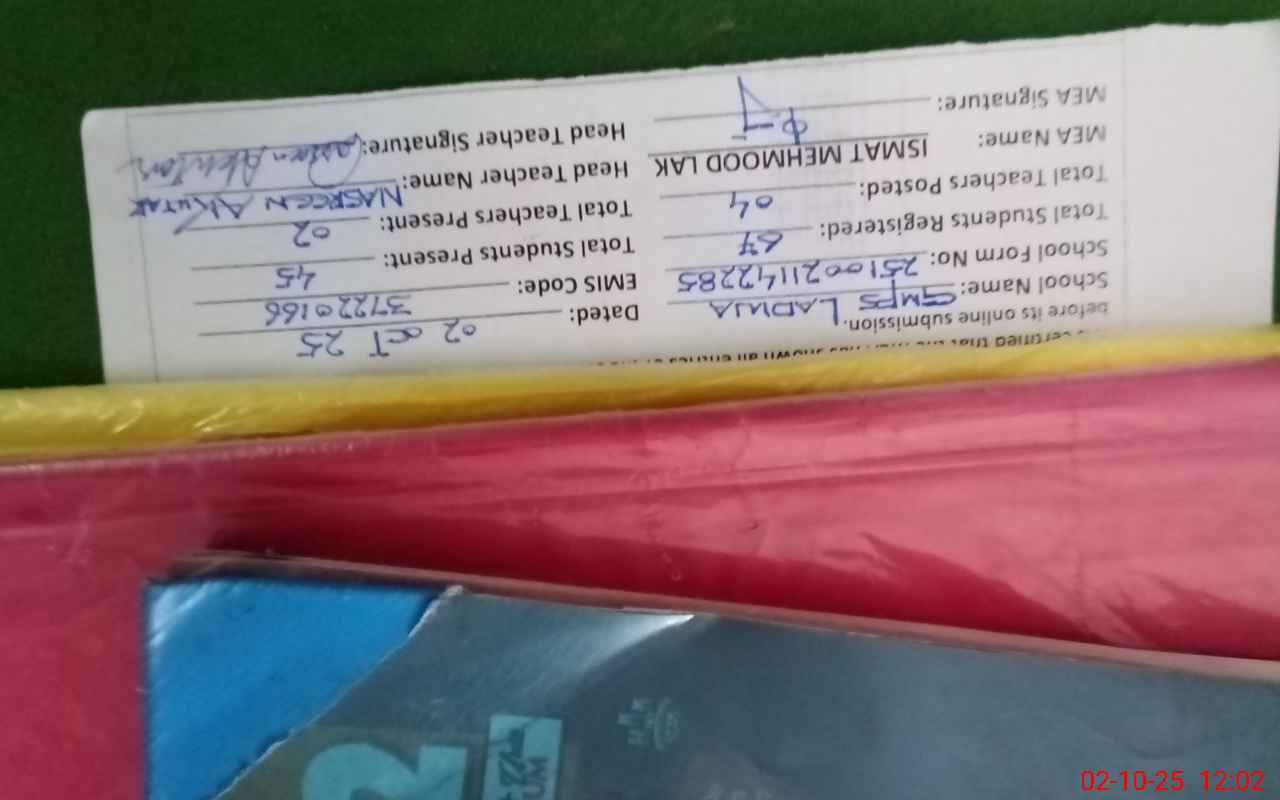 before its online submission.
School Name: GMPS LADWA Dated: 02 OCT 25
School Form No: 2510021142285 EMIS Code: 37220166
Total Students Registered: 67 Total Students Present: 45
Total Teachers Posted: 04 Total Teachers Present: 02
MEA Name: ISMAT MEHMOOD LAK Head Teacher Name: NASREEN AKHTAR
MEA Signature: Head Teacher Signature:
2
02-10-25 12:02